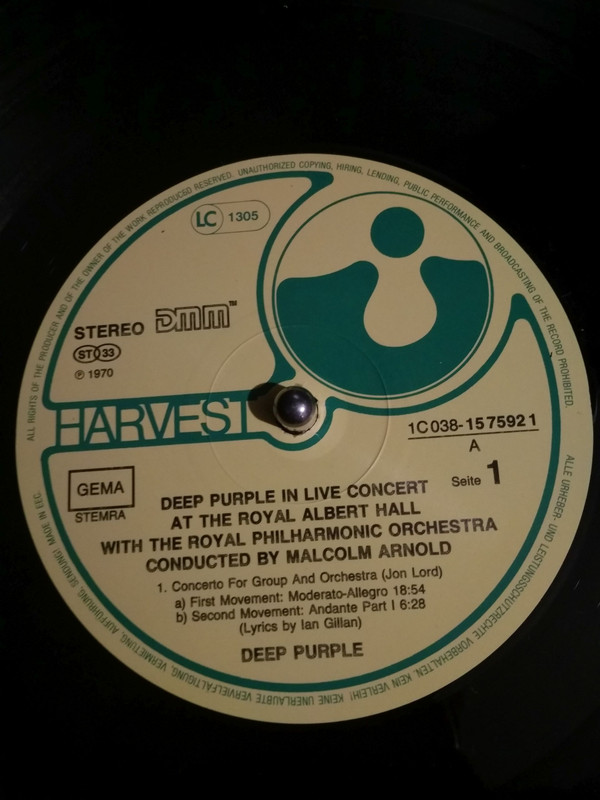 ALL RIGHTS OF THE PRODUCER AND OF THE OWNER OF THE WORK REPRODUCED RESERVED. UNAUTHORIZED COPYING, HIRING, LENDING, PUBLIC PERFORMANCE AND BROADCASTING OF THE RECORD PROHIBITED.
LC 1305
STEREO DMM™
ST 33
℗ 1970
HARVEST
1C 038-157592 1
A
Seite 1
GEMA
STEMRA
DEEP PURPLE IN LIVE CONCERT
AT THE ROYAL ALBERT HALL
WITH THE ROYAL PHILHARMONIC ORCHESTRA
CONDUCTED BY MALCOLM ARNOLD
1. Concerto For Group And Orchestra (Jon Lord)
a) First Movement: Moderato-Allegro 18:54
b) Second Movement: Andante Part I 6:28
(Lyrics by Ian Gillan)
DEEP PURPLE
ALLE URHEBER- UND LEISTUNGSSCHUTZRECHTE VORBEHALTEN. KEIN VERLEIH! KEINE UNERLAUBTE VERVIELFÄLTIGUNG, VERMIETUNG, AUFFÜHRUNG, SENDUNG! MADE IN EEC.